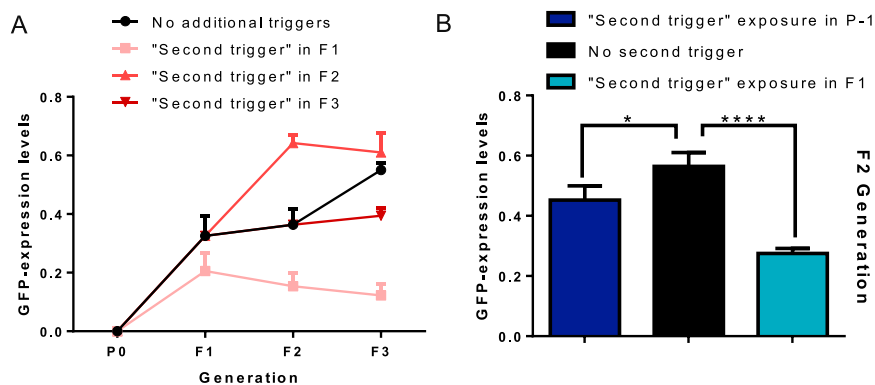 A
No additional triggers
"Second trigger" in F1
"Second trigger" in F2
"Second trigger" in F3
GFP-expression levels
0.8
0.6
0.4
0.2
0.0
P0 F1 F2 F3
Generation
B
"Second trigger" exposure in P-1
No second trigger
"Second trigger" exposure in F1
GFP-expression levels
0.8
0.6
0.4
0.2
0.0
* ****
F2 Generation